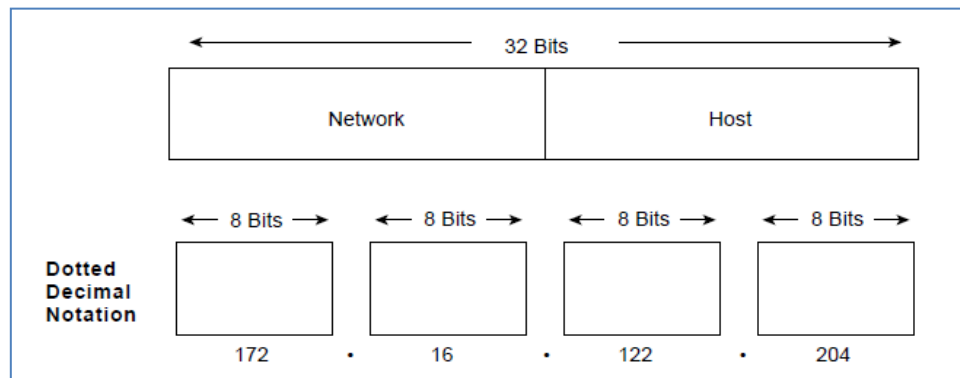 32 Bits
Network Host
8 Bits 8 Bits 8 Bits 8 Bits
Dotted
Decimal
Notation
172 . 16 . 122 . 204